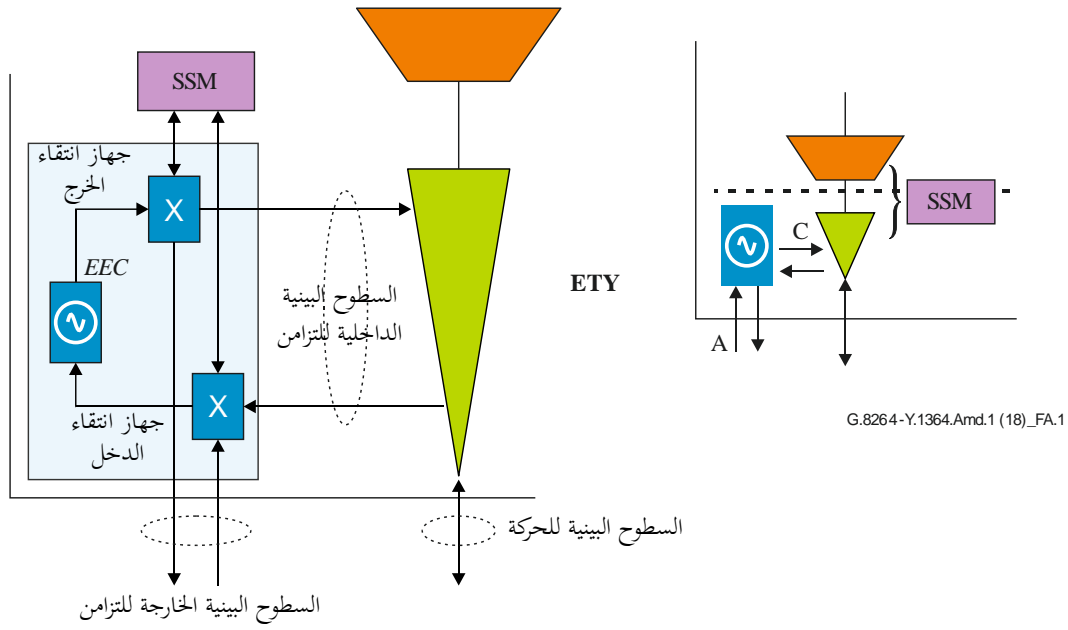 SSM
جهاز انتقاء
الخرج
X
EEC
السطوح البينية
الداخلية للتزامن
ETY
X
جهاز انتقاء
الدخل
السطوح البينية للحركة
السطوح البينية الخارجة للتزامن
SSM
C
A
G.8264-Y.1364.Amd.1 (18)_FA.1